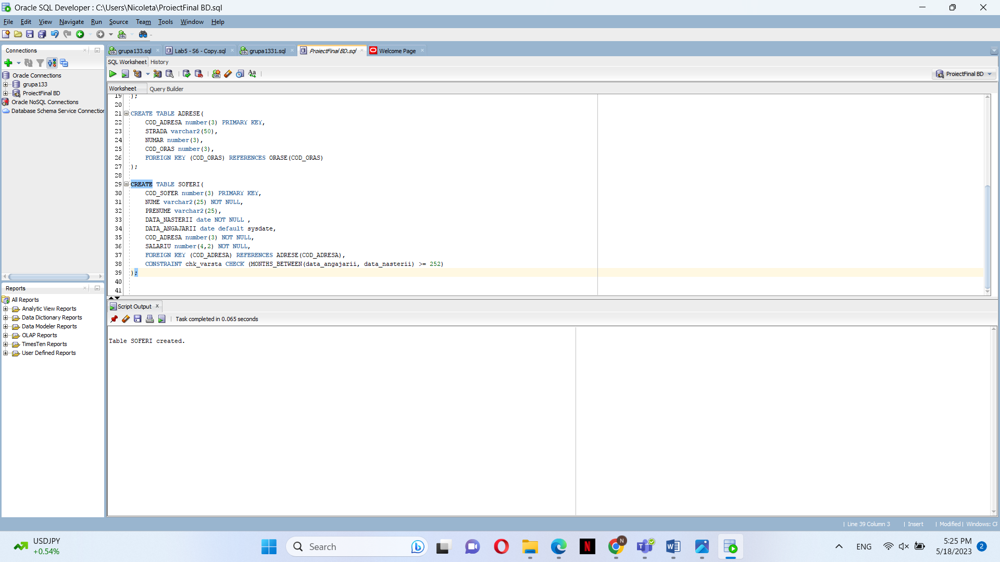 Oracle SQL Developer : C:\Users\Nicoleta\ProiectFinal BD.sql
File Edit View Navigate Run Source Team Tools Window Help
Connections
Oracle Connections
grupa133
ProiectFinal BD
Oracle NoSQL Connections
Database Schema Service Connection
Reports
All Reports
Analytic View Reports
Data Dictionary Reports
Data Modeler Reports
OLAP Reports
TimesTen Reports
User Defined Reports
grupa133.sql Lab5 - S6 - Copy.sql grupa1331.sql ProiectFinal BD.sql Welcome Page
SQL Worksheet History
ProiectFinal BD
Worksheet Query Builder
19 );
20
21 CREATE TABLE ADRESE(
22 COD_ADRESA number(3) PRIMARY KEY,
23 STRADA varchar2(50),
24 NUMAR number(3),
25 COD_ORAS number(3),
26 FOREIGN KEY (COD_ORAS) REFERENCES ORASE(COD_ORAS)
27 );
28
29 CREATE TABLE SOFERI(
30 COD_SOFER number(3) PRIMARY KEY,
31 NUME varchar2(25) NOT NULL,
32 PRENUME varchar2(25),
33 DATA_NASTERII date NOT NULL ,
34 DATA_ANGAJARII date default sysdate,
35 COD_ADRESA number(3) NOT NULL,
36 SALARIU number(4,2) NOT NULL,
37 FOREIGN KEY (COD_ADRESA) REFERENCES ADRESE(COD_ADRESA),
38 CONSTRAINT chk_varsta CHECK (MONTHS_BETWEEN(data_angajarii, data_nasterii) >= 252)
39 );
40
41
Script Output
Task completed in 0.065 seconds
Table SOFERI created.
Line 39 Column 3 Insert Modified Windows: CF
USDJPY
+0.54%
Search
N
ENG
5:25 PM
5/18/2023
2